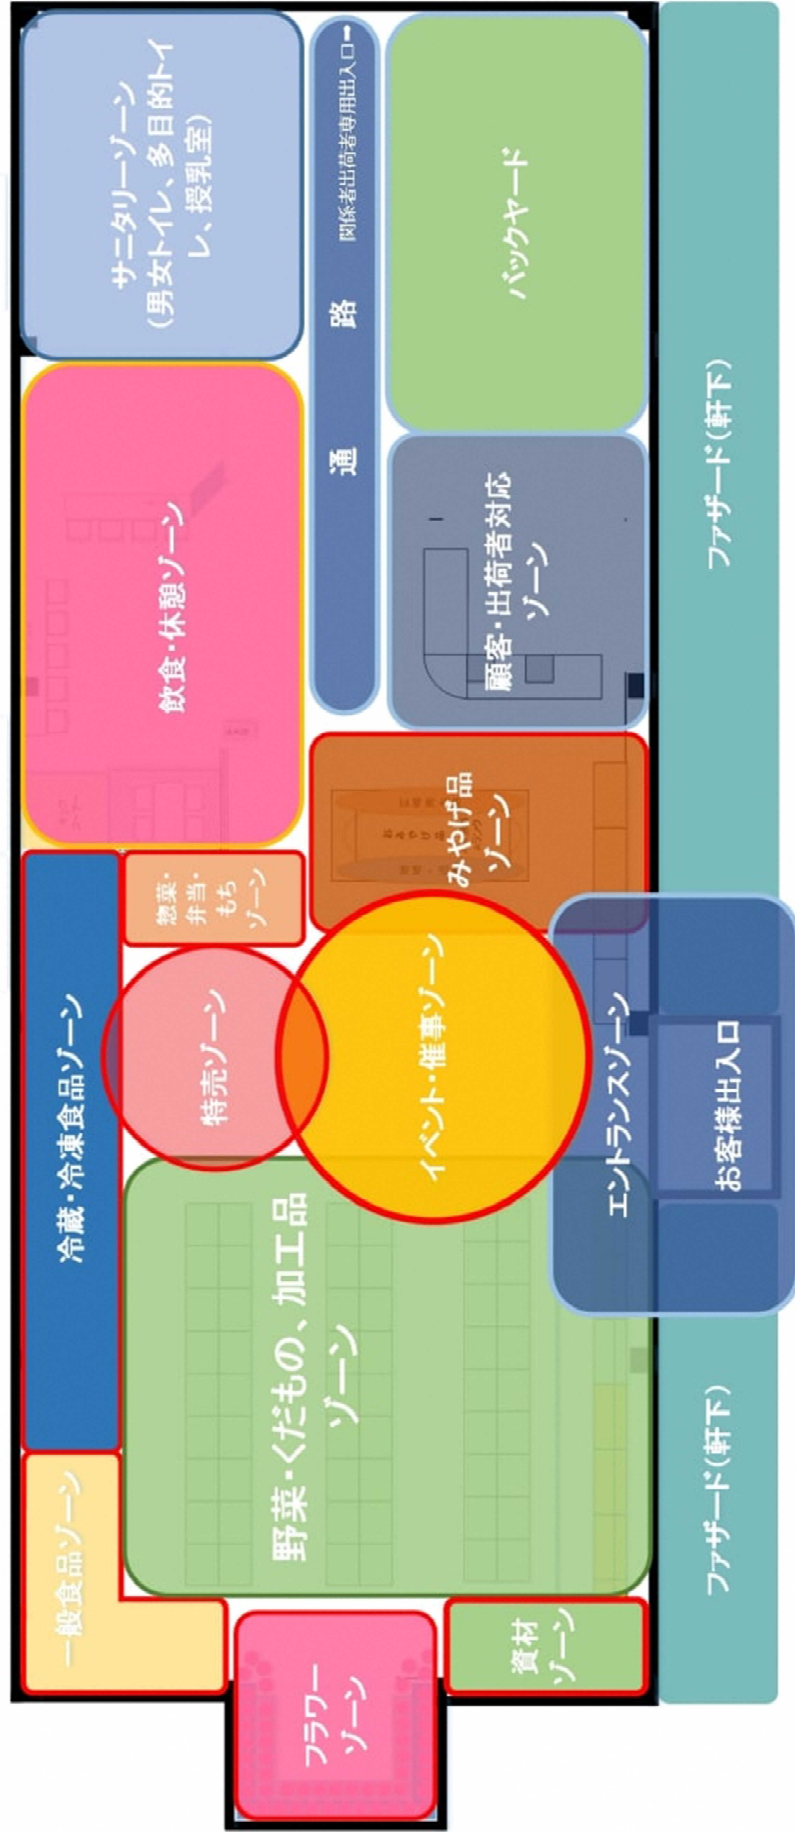 一般食品ゾーン
冷蔵・冷凍食品ゾーン
飲食・休憩ゾーン
サニタリーゾーン
(男女トイレ、多目的トイ
レ、授乳室)
フラワー
ゾーン
野菜・くだもの、加工品
ゾーン
特売ゾーン
惣菜・
弁当・
もち
ゾーン
イベント・催事ゾーン
みやげ品
ゾーン
通　路　関係者出荷者専用出入口➡
資材
ゾーン
顧客・出荷者対応
ゾーン
バックヤード
エントランスゾーン
お客様出入口
ファザード(軒下)
ファザード(軒下)